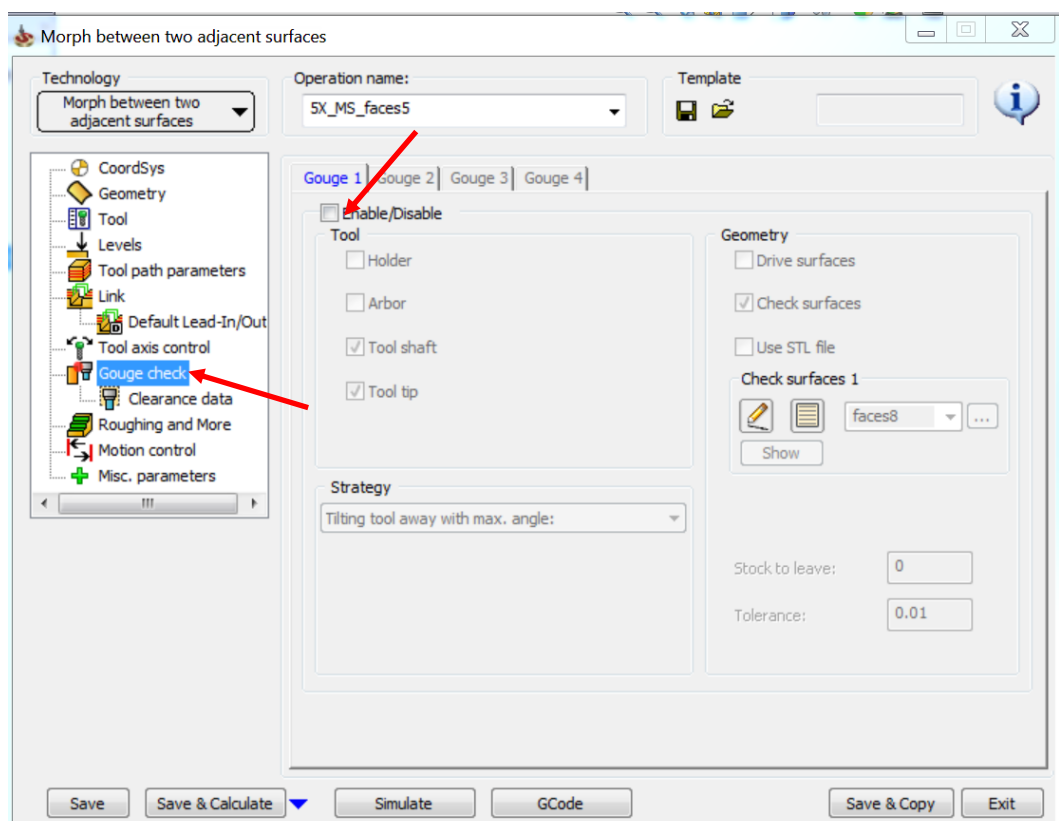 Morph between two adjacent surfaces
Technology
Morph between two
adjacent surfaces
Operation name:
5X_MS_faces5
Template
CoordSys
Geometry
Tool
Levels
Tool path parameters
Link
Default Lead-In/Out
Tool axis control
Gouge check
Clearance data
Roughing and More
Motion control
Misc. parameters
Gouge 1
Gouge 2
Gouge 3
Gouge 4
Enable/Disable
Tool
Holder
Arbor
Tool shaft
Tool tip
Strategy
Tilting tool away with max. angle:
Geometry
Drive surfaces
Check surfaces
Use STL file
Check surfaces 1
faces8
...
Show
Stock to leave:
0
Tolerance:
0.01
Save
Save & Calculate
Simulate
GCode
Save & Copy
Exit